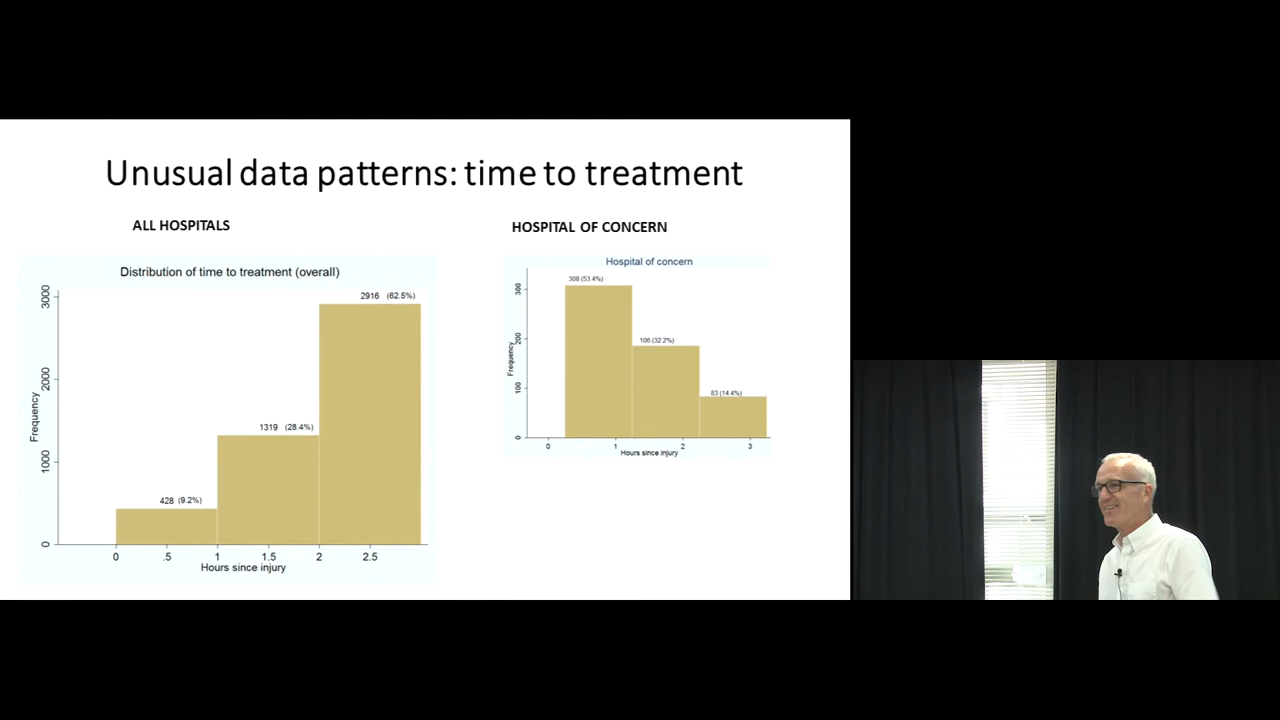 Unusual data patterns: time to treatment
ALL HOSPITALS
HOSPITAL OF CONCERN
Distribution of time to treatment (overall)
2916 (62.5%)
1319 (28.4%)
428 (9.2%)
3000
2000
1000
0
Frequency
0 .5 1 1.5 2 2.5
Hours since injury
Hospital of concern
308 (53.4%)
106 (32.2%)
83 (14.4%)
300
200
100
0
Frequency
0 1 2 3
Hours since injury